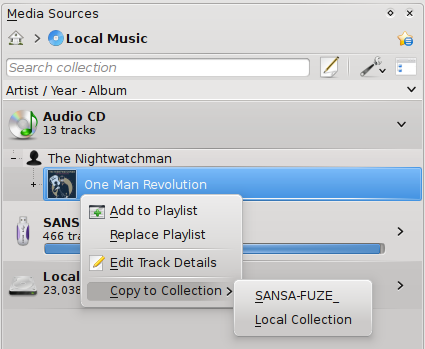 Media Sources
Local Music
Search collection
Artist / Year - Album
Audio CD
13 tracks
The Nightwatchman
One Man Revolution
Add to Playlist
SANS
Replace Playlist
466 tra
Edit Track Details
Local
Copy to Collection
23,038
SANSA-FUZE_
Local Collection